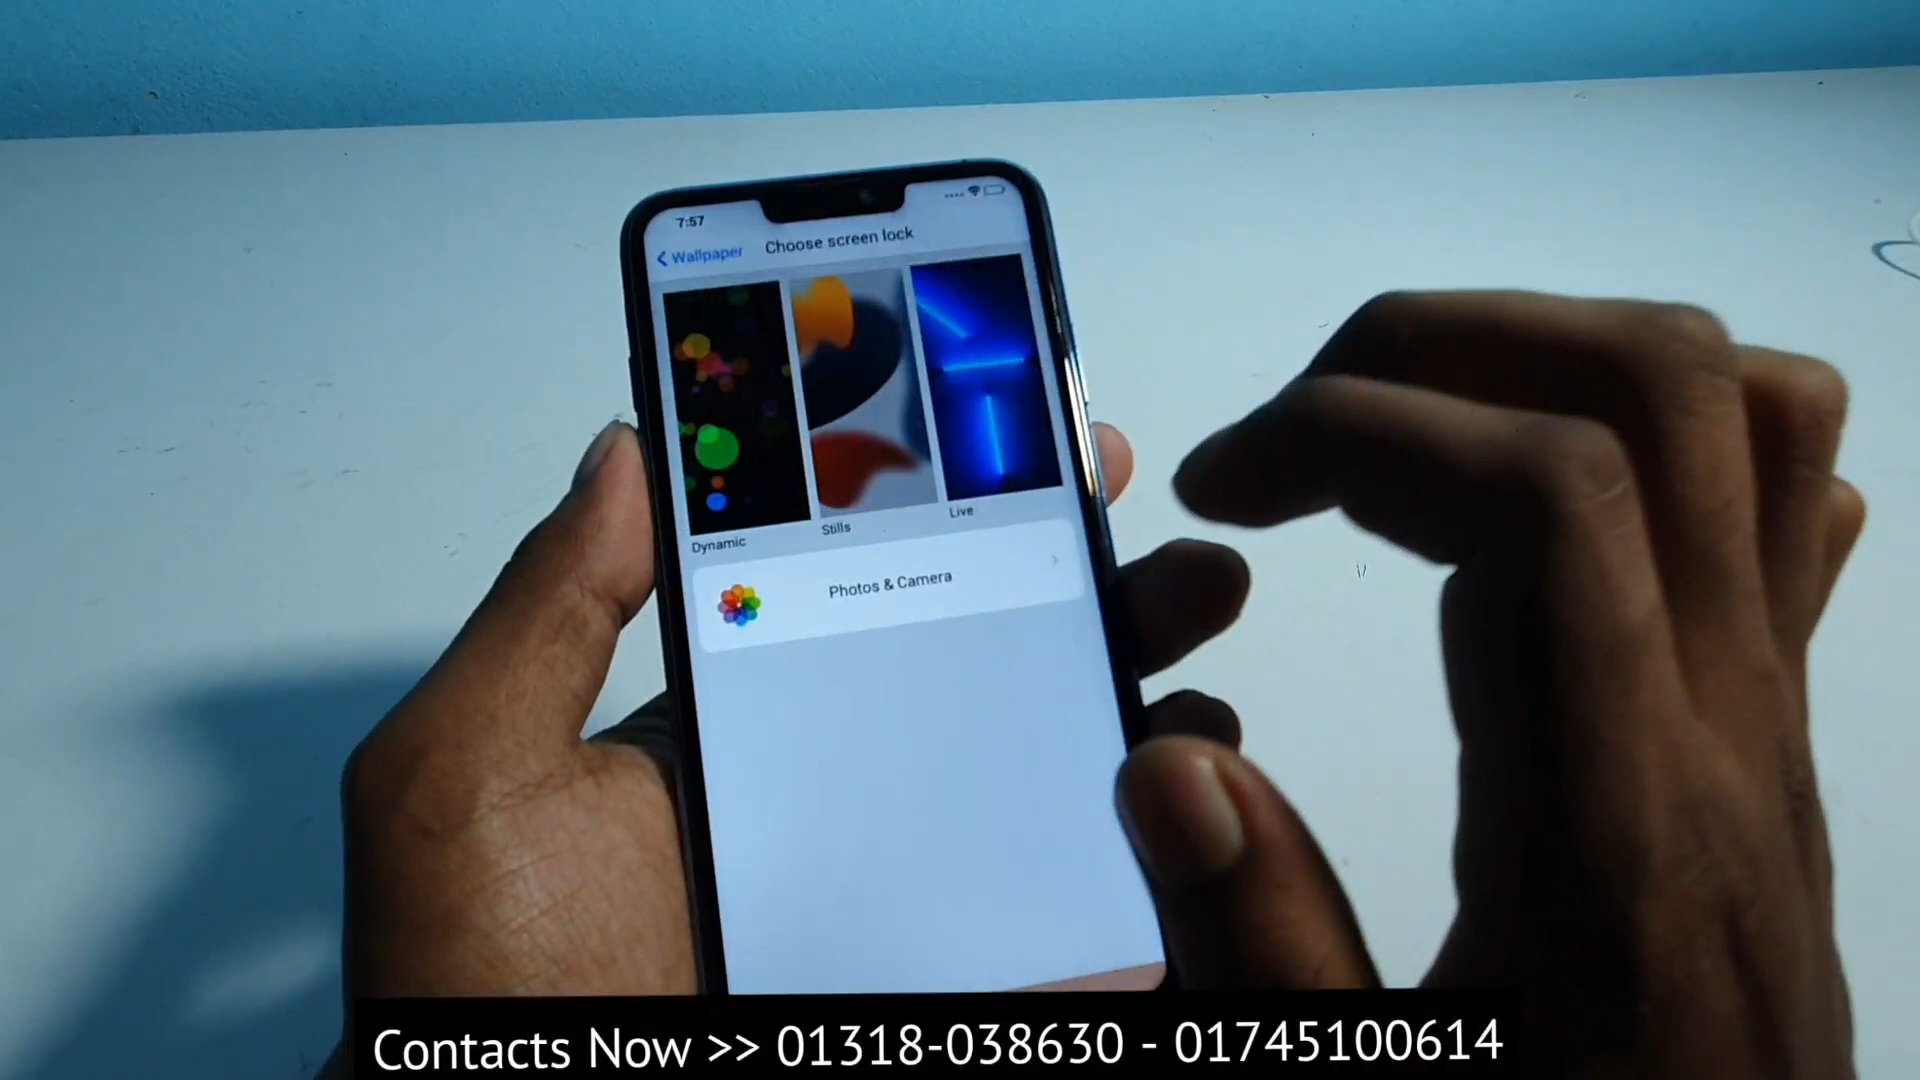 7:57
Wallpaper
Choose screen lock
Dynamic
Stills
Live
Photos & Camera
Contacts Now >> 01318-038630 - 01745100614